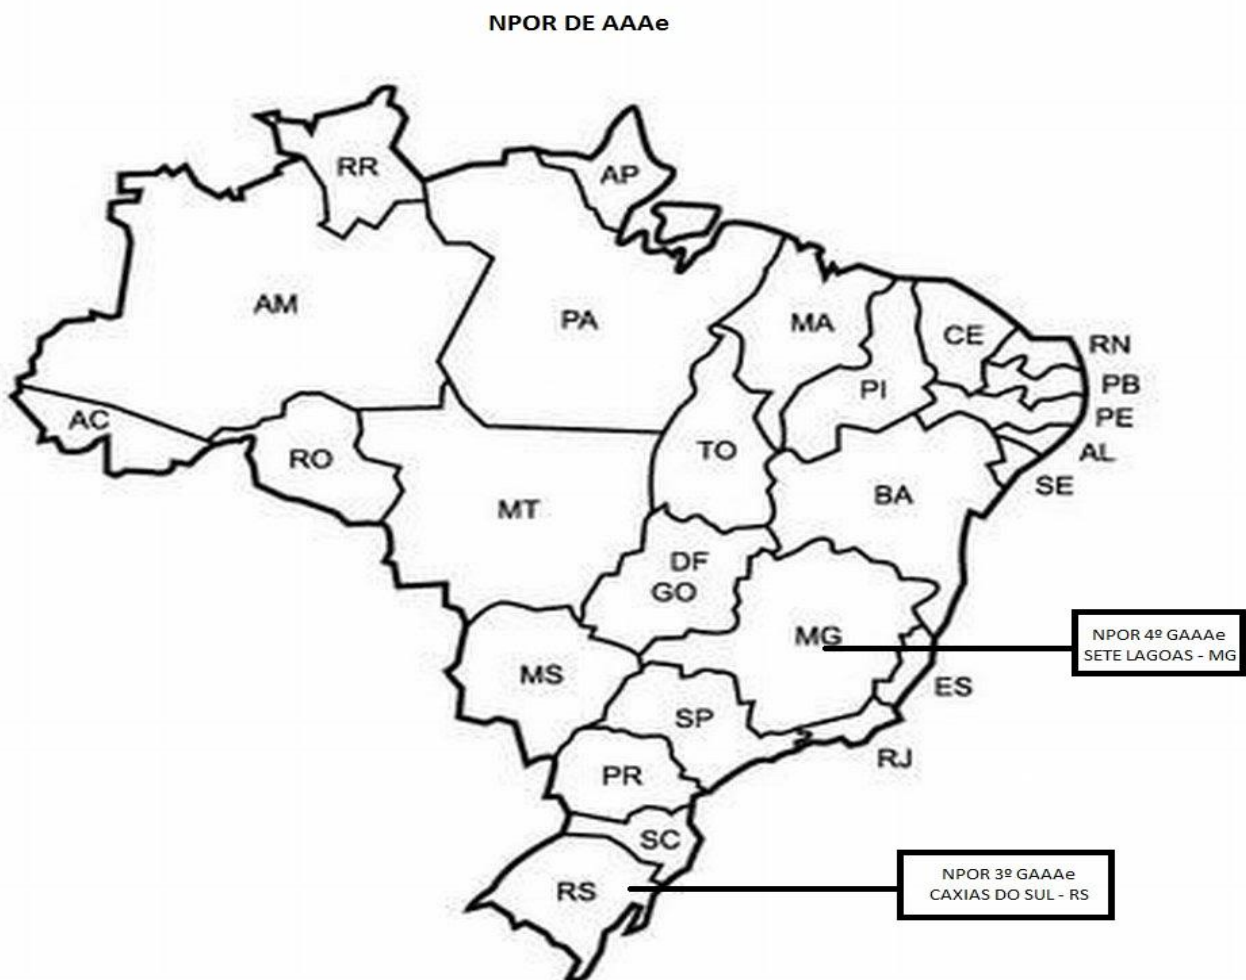 NPOR DE AAAe
RR
AP
AM
PA
MA
CE
RN
PB
PI
PE
AC
AL
TO
RO
SE
BA
MT
DF
GO
MG
NPOR 4º GAAAe
SETE LAGOAS - MG
MS
ES
SP
RJ
PR
SC
RS
NPOR 3º GAAAe
CAXIAS DO SUL - RS